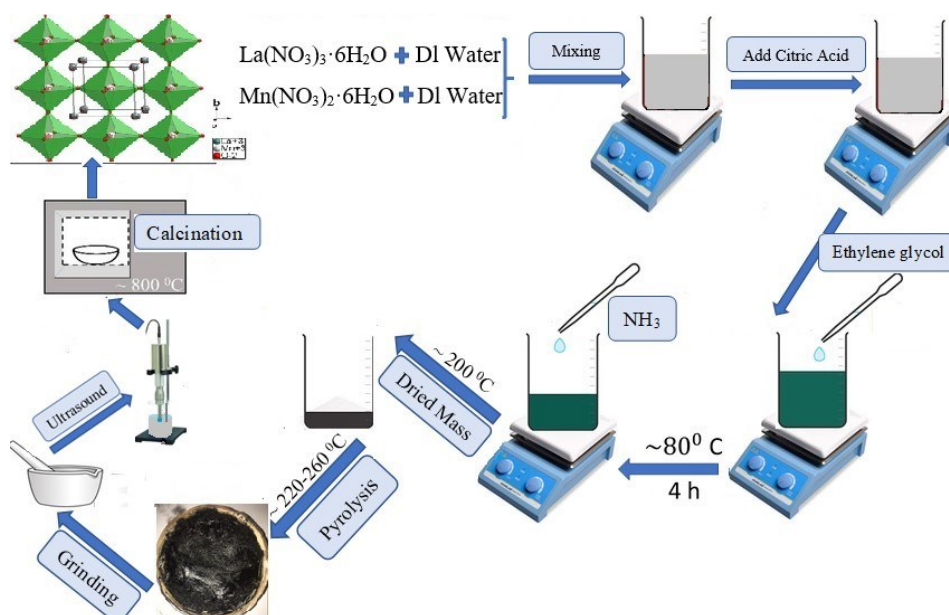 La(NO₃)₃·6H₂O + Dl Water
Mn(NO₃)₂·6H₂O + Dl Water
Mixing
Add Citric Acid
Ethylene glycol
~80⁰ C
4 h
NH₃
~ 200 ⁰C
Dried Mass
~ 220-260 ⁰C
Pyrolysis
Grinding
Ultrasound
Calcination
~ 800 ⁰C
b